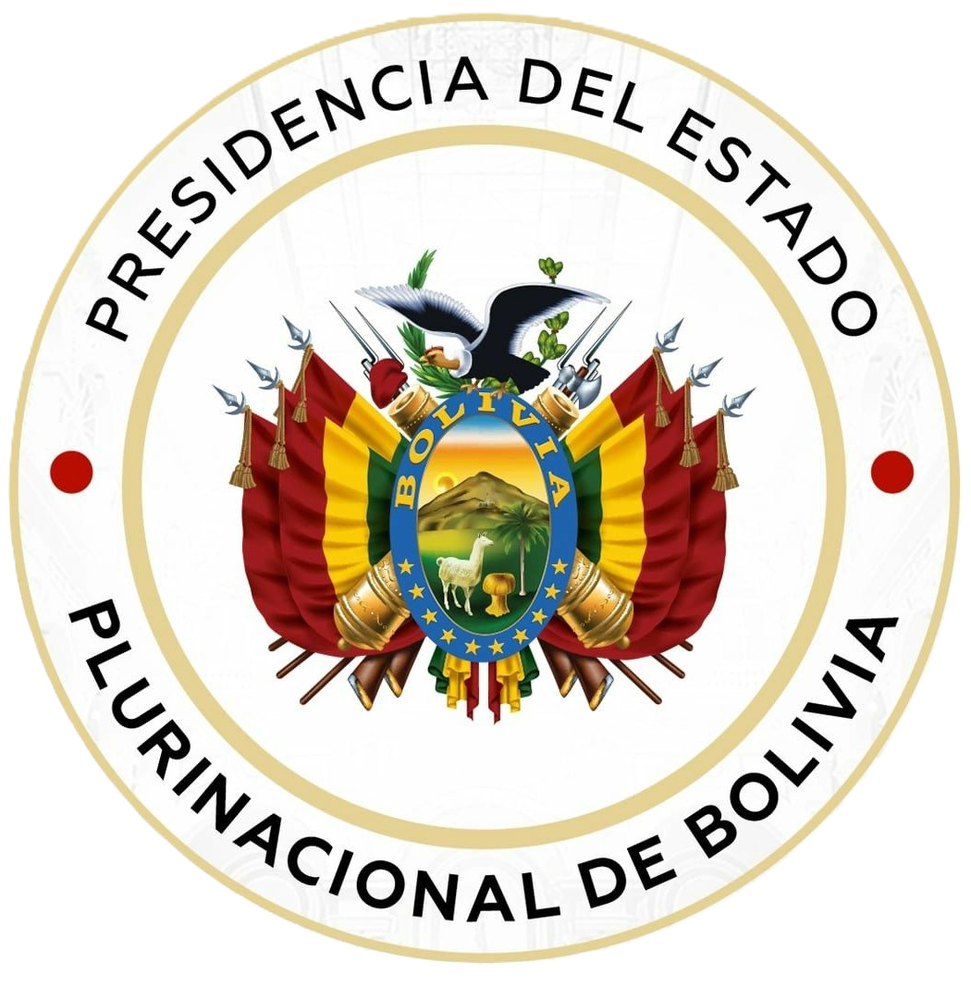 PRESIDENCIA DEL ESTADO
BOLIVIA
PLURINACIONAL DE BOLIVIA